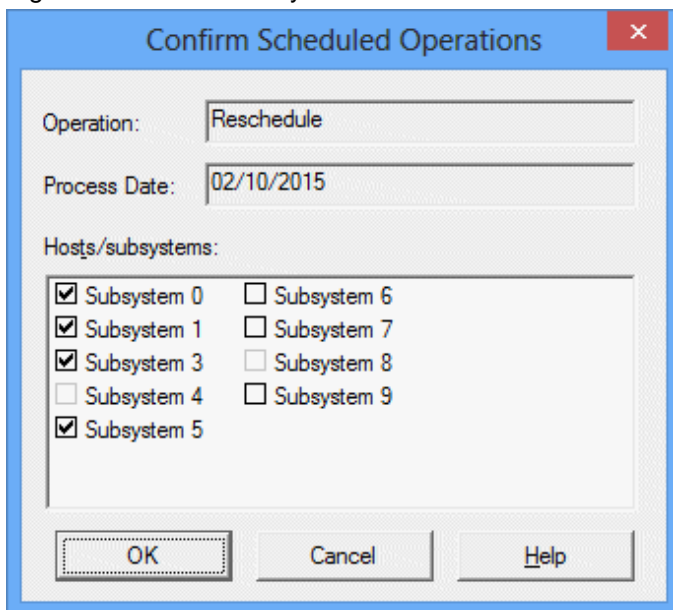 Confirm Scheduled Operations
Operation: Reschedule
Process Date: 02/10/2015
Hosts/subsystems:
Subsystem 0 Subsystem 6
Subsystem 1 Subsystem 7
Subsystem 3 Subsystem 8
Subsystem 4 Subsystem 9
Subsystem 5
OK Cancel Help